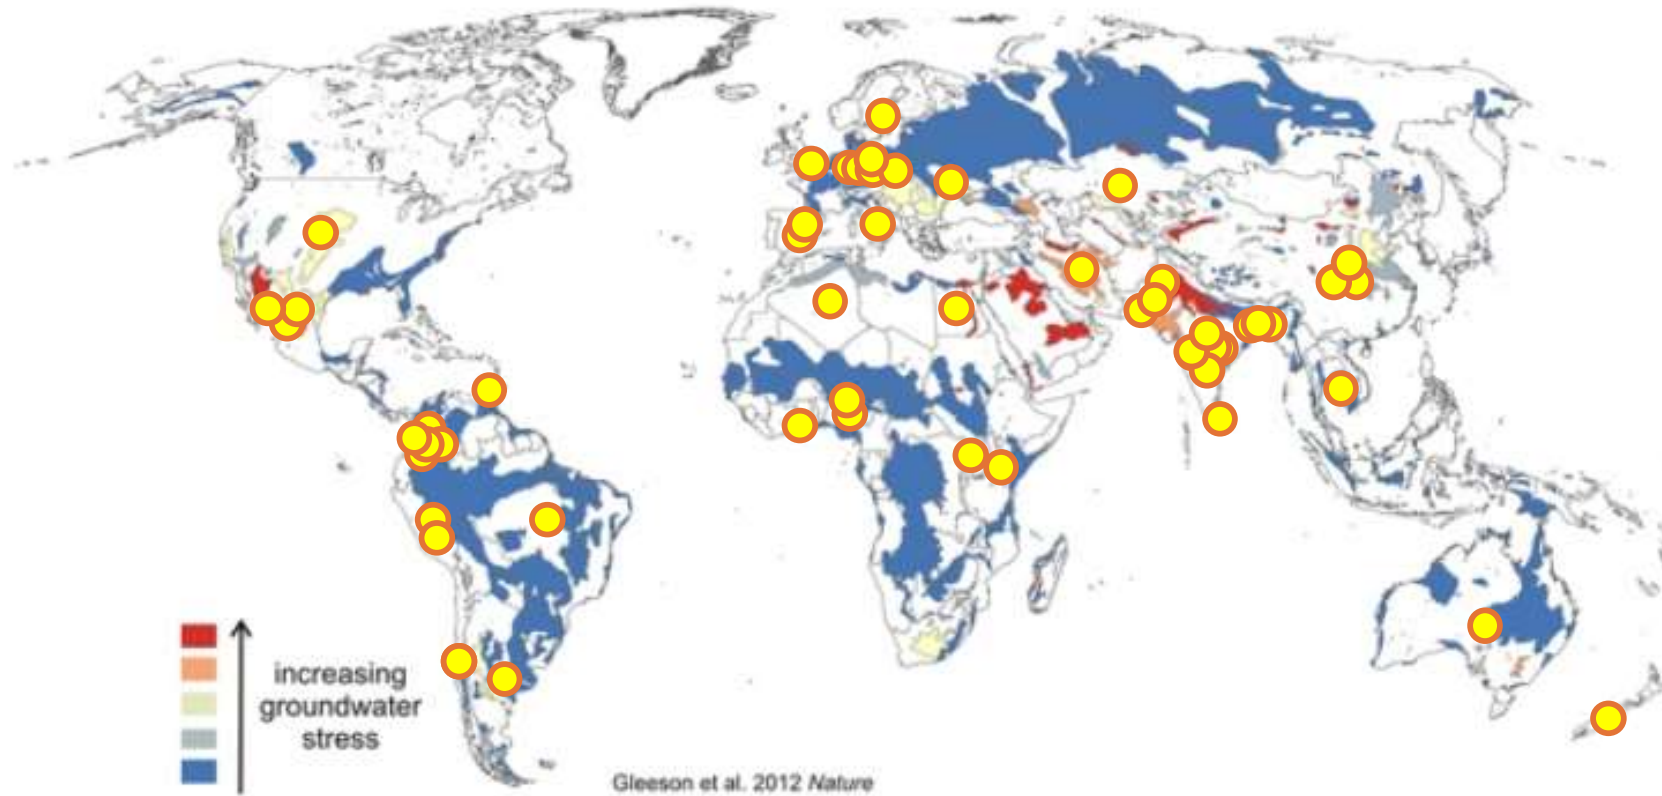 increasing
groundwater
stress
Gleeson et al. 2012 Nature